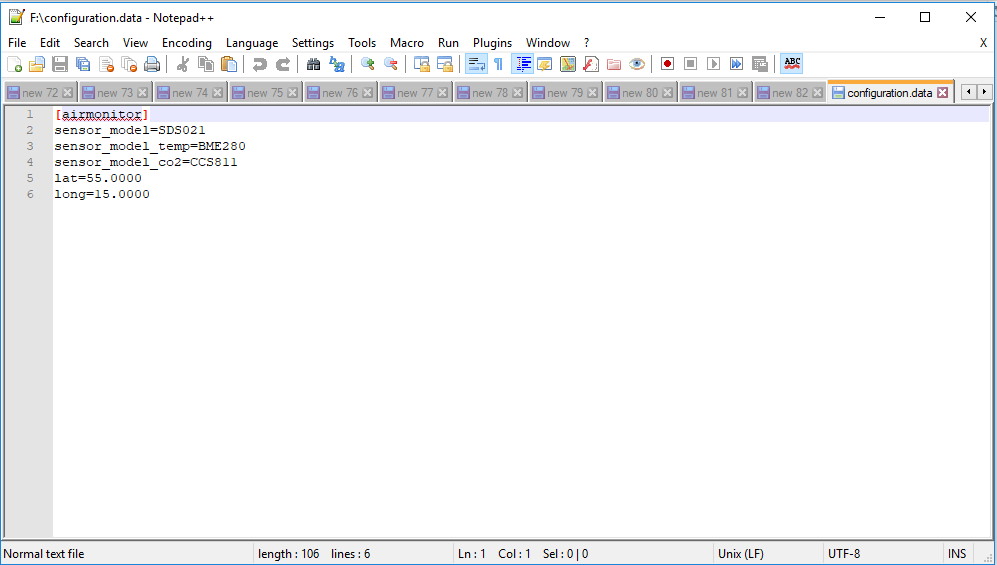 F:\configuration.data - Notepad++
File Edit Search View Encoding Language Settings Tools Macro Run Plugins Window ? X
ABC
new 72 new 73 new 74 new 75 new 76 new 77 new 78 new 79 new 80 new 81 new 82 configuration.data
1 [airmonitor]
2 sensor_model=SDS021
3 sensor_model_temp=BME280
4 sensor_model_co2=CCS811
5 lat=55.0000
6 long=15.0000
Normal text file length : 106 lines : 6 Ln : 1 Col : 1 Sel : 0 | 0 Unix (LF) UTF-8 INS